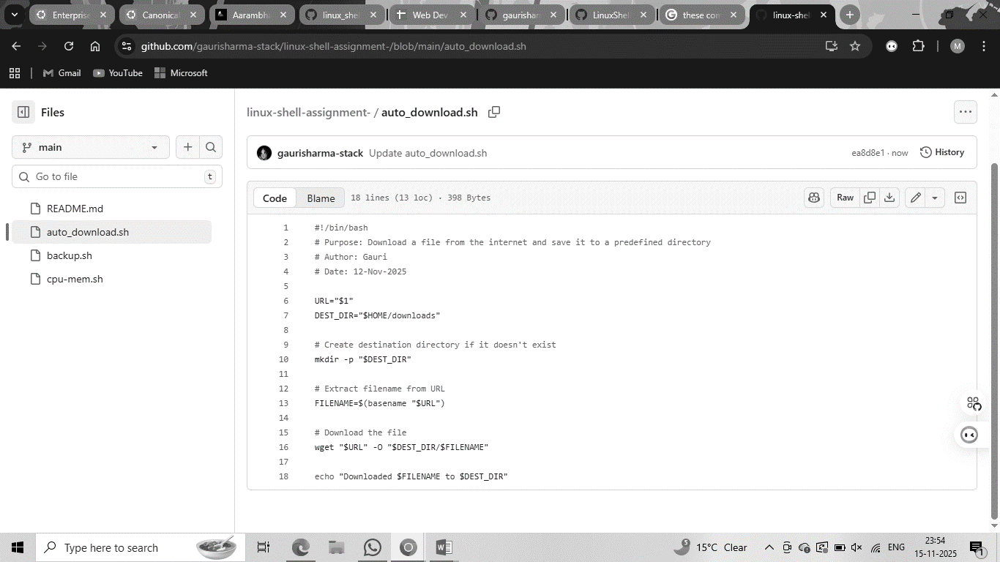 Enterprise
Canonical
Aarambha
linux_shel
Web Dev
gaurishar
LinuxShel
these con
linux-shel
github.com/gaurisharma-stack/linux-shell-assignment-/blob/main/auto_download.sh
M
Gmail
YouTube
Microsoft
Files
main
Go to file
t
README.md
auto_download.sh
backup.sh
cpu-mem.sh
linux-shell-assignment- / auto_download.sh
gaurisharma-stack Update auto_download.sh
ea8d8e1 · now
History
Code
Blame
18 lines (13 loc) · 398 Bytes
Raw
1 #!/bin/bash
2 # Purpose: Download a file from the internet and save it to a predefined directory
3 # Author: Gauri
4 # Date: 12-Nov-2025
5
6 URL="$1"
7 DEST_DIR="$HOME/downloads"
8
9 # Create destination directory if it doesn't exist
10 mkdir -p "$DEST_DIR"
11
12 # Extract filename from URL
13 FILENAME=$(basename "$URL")
14
15 # Download the file
16 wget "$URL" -O "$DEST_DIR/$FILENAME"
17
18 echo "Downloaded $FILENAME to $DEST_DIR"
Type here to search
15°C Clear
ENG
23:54
15-11-2025
1